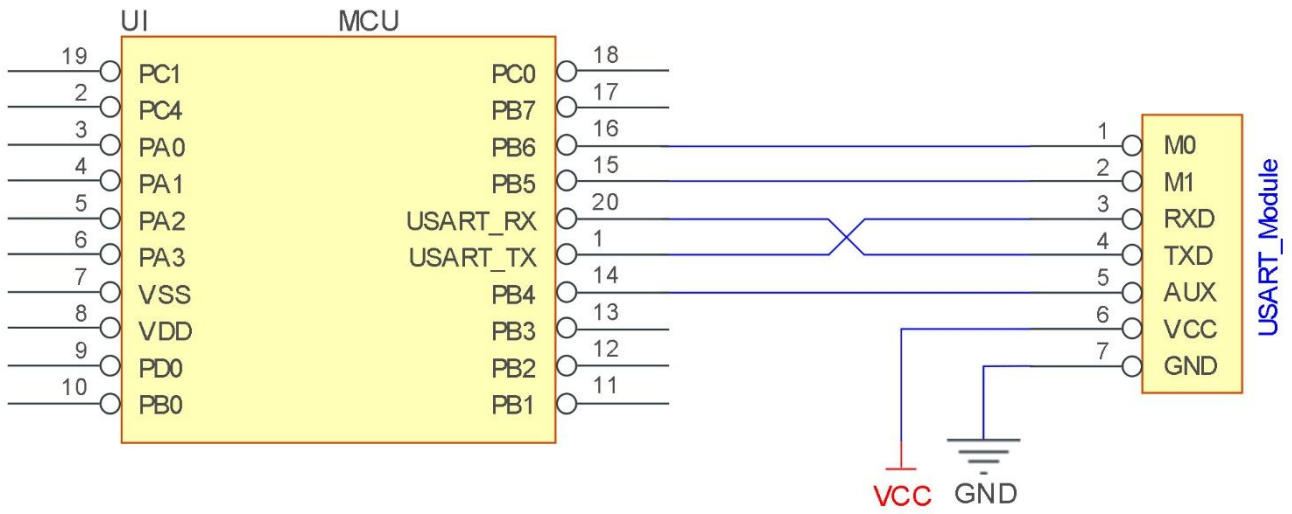 UI MCU
19 PC1 PC0 18
2 PC4 PB7 17
3 PA0 PB6 16
4 PA1 PB5 15
5 PA2 USART_RX 20
6 PA3 USART_TX 1
7 VSS PB4 14
8 VDD PB3 13
9 PD0 PB2 12
10 PB0 PB1 11
1 M0
2 M1
3 RXD
4 TXD
5 AUX
6 VCC
7 GND
USART_Module
VCC GND